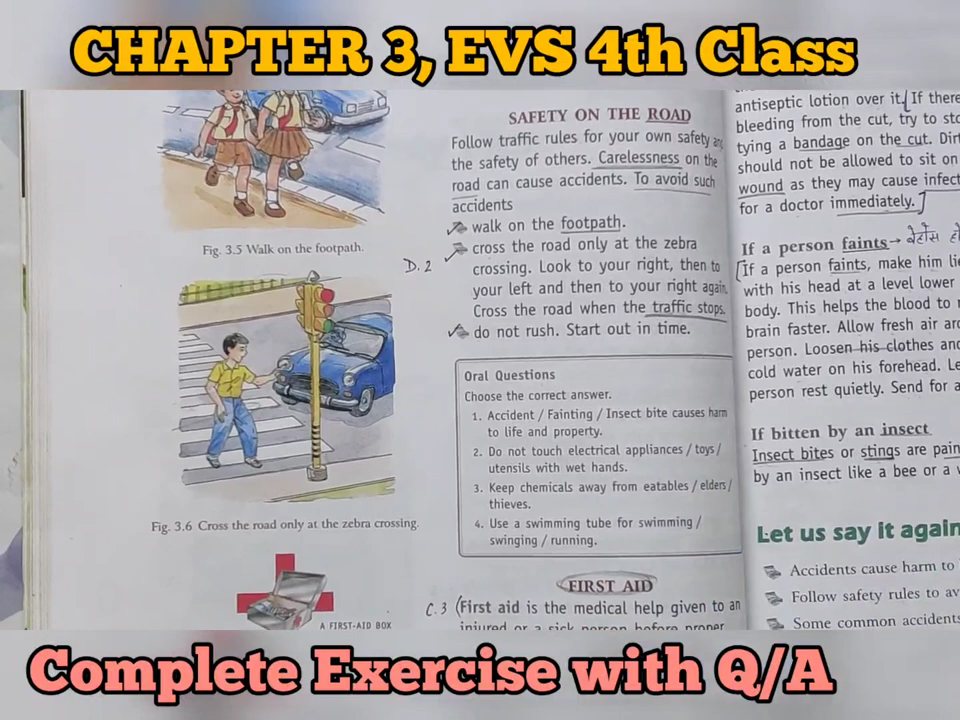 CHAPTER 3, EVS 4th Class
Fig. 3.5 Walk on the footpath.
Fig. 3.6 Cross the road only at the zebra crossing.
A FIRST-AID BOX
SAFETY ON THE ROAD
Follow traffic rules for your own safety and
the safety of others. Carelessness on the
road can cause accidents. To avoid such
accidents
walk on the footpath.
D.2
cross the road only at the zebra
crossing. Look to your right, then to
your left and then to your right again.
Cross the road when the traffic stops.
do not rush. Start out in time.
Oral Questions
Choose the correct answer.
1. Accident / Fainting / Insect bite causes harm
to life and property.
2. Do not touch electrical appliances / toys /
utensils with wet hands.
3. Keep chemicals away from eatables / elders /
thieves.
4. Use a swimming tube for swimming /
swinging / running.
FIRST AID
C.3 (First aid is the medical help given to an
injured or a sick person before proper
antiseptic lotion over it. [If there
bleeding from the cut, try to
tying a bandage on the cut.
should not be allowed to sit on
wound as they may cause
for a doctor immediately.]
If a person faints→ बेहोश
[If a person faints, make him
with his head at a level lower
body. This helps the blood to
brain faster. Allow fresh air
person. Loosen his clothes
cold water on his forehead.
person rest quietly. Send for a
If bitten by an insect
Insect bites or stings are
by an insect like a bee or a
Let us say it again
Accidents cause harm to
Follow safety rules to
Some common accidents
Complete Exercise with Q/A